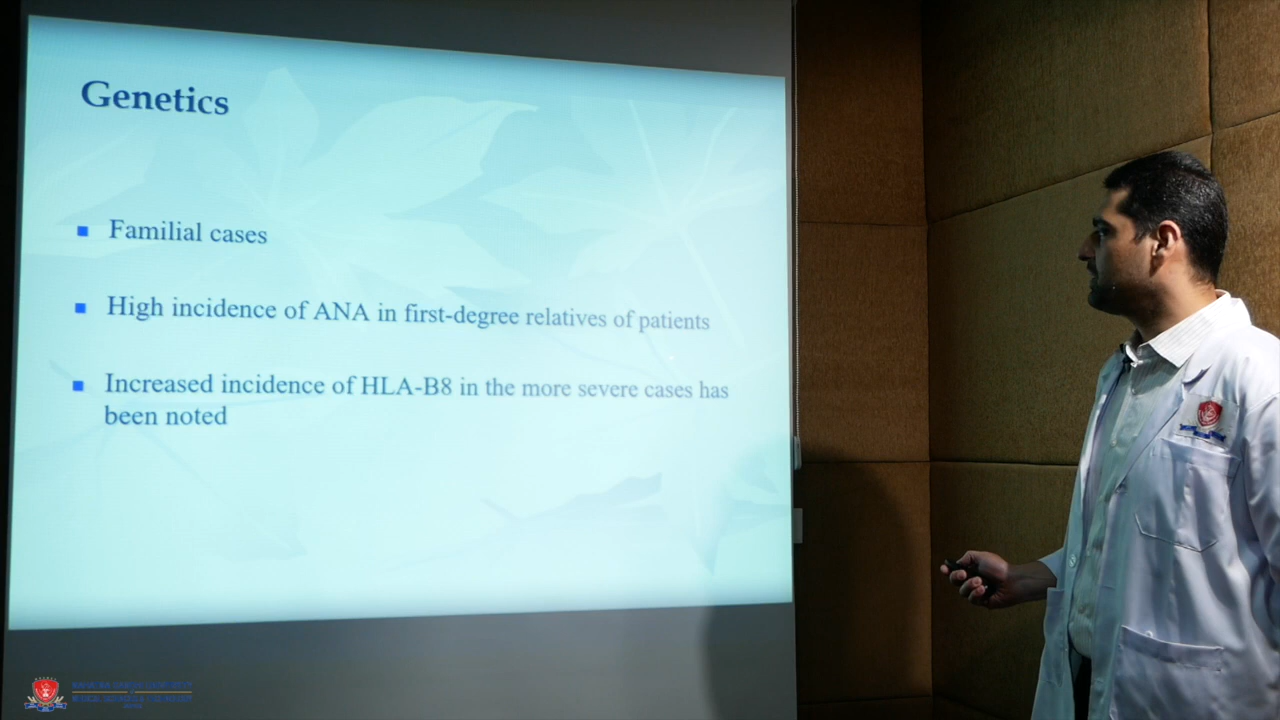 Genetics
Familial cases
High incidence of ANA in first-degree relatives of patients
Increased incidence of HLA-B8 in the more severe cases has
been noted